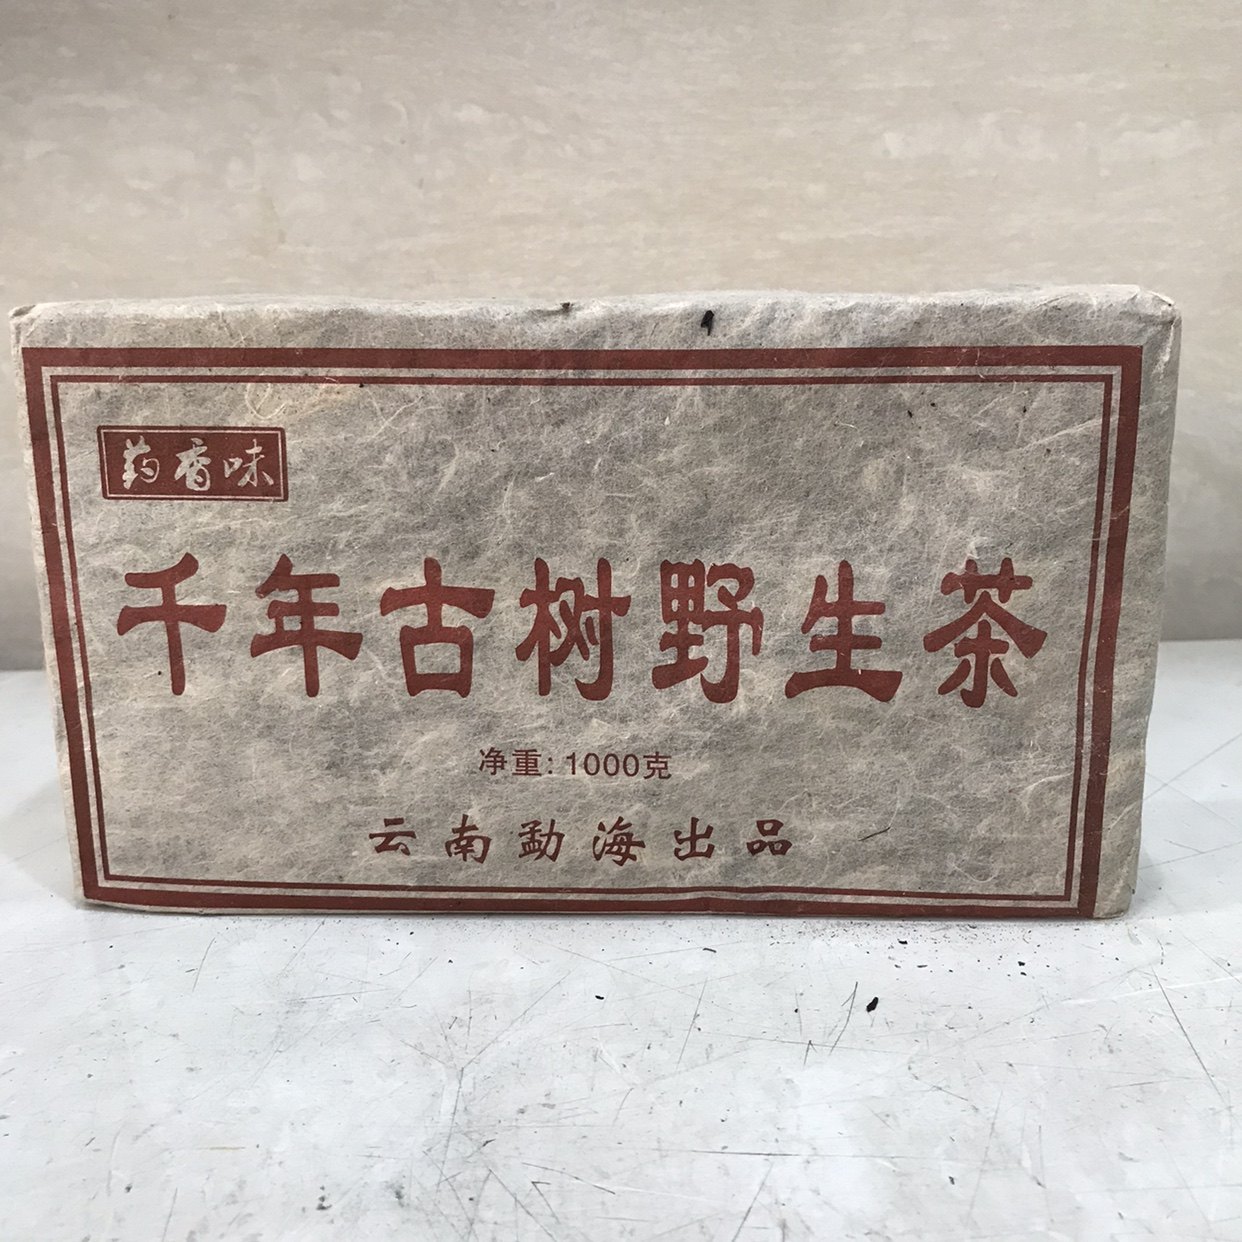 药香味
千年古树野生茶
净重:1000克
云南勐海出品